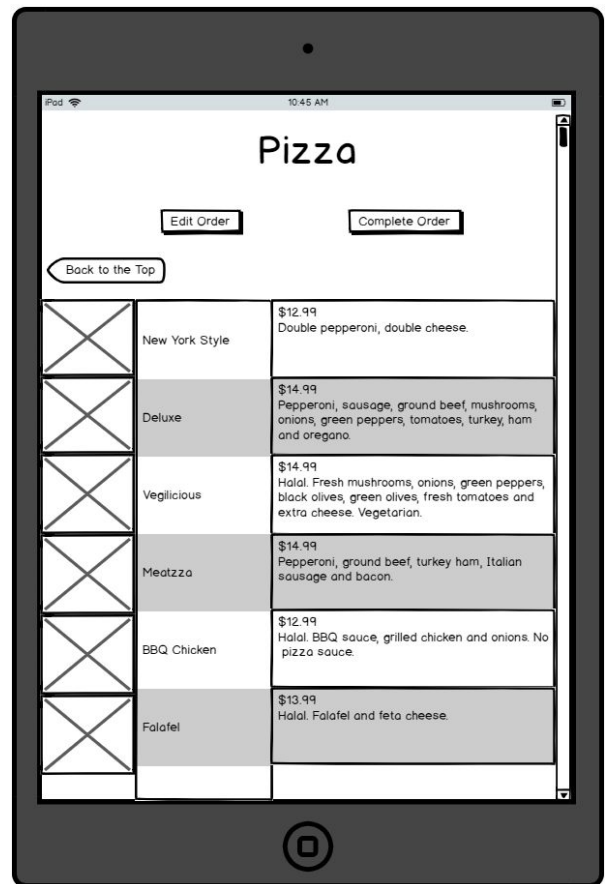 iPod
10:45 AM
Pizza
Edit Order
Complete Order
Back to the Top
New York Style
$12.99
Double pepperoni, double cheese.
Deluxe
$14.99
Pepperoni, sausage, ground beef, mushrooms,
onions, green peppers, tomatoes, turkey, ham
and oregano.
Vegilicious
$14.99
Halal. Fresh mushrooms, onions, green peppers,
black olives, green olives, fresh tomatoes and
extra cheese. Vegetarian.
Meatzza
$14.99
Pepperoni, ground beef, turkey ham, Italian
sausage and bacon.
BBQ Chicken
$12.99
Halal. BBQ sauce, grilled chicken and onions. No
pizza sauce.
Falafel
$13.99
Halal. Falafel and feta cheese.